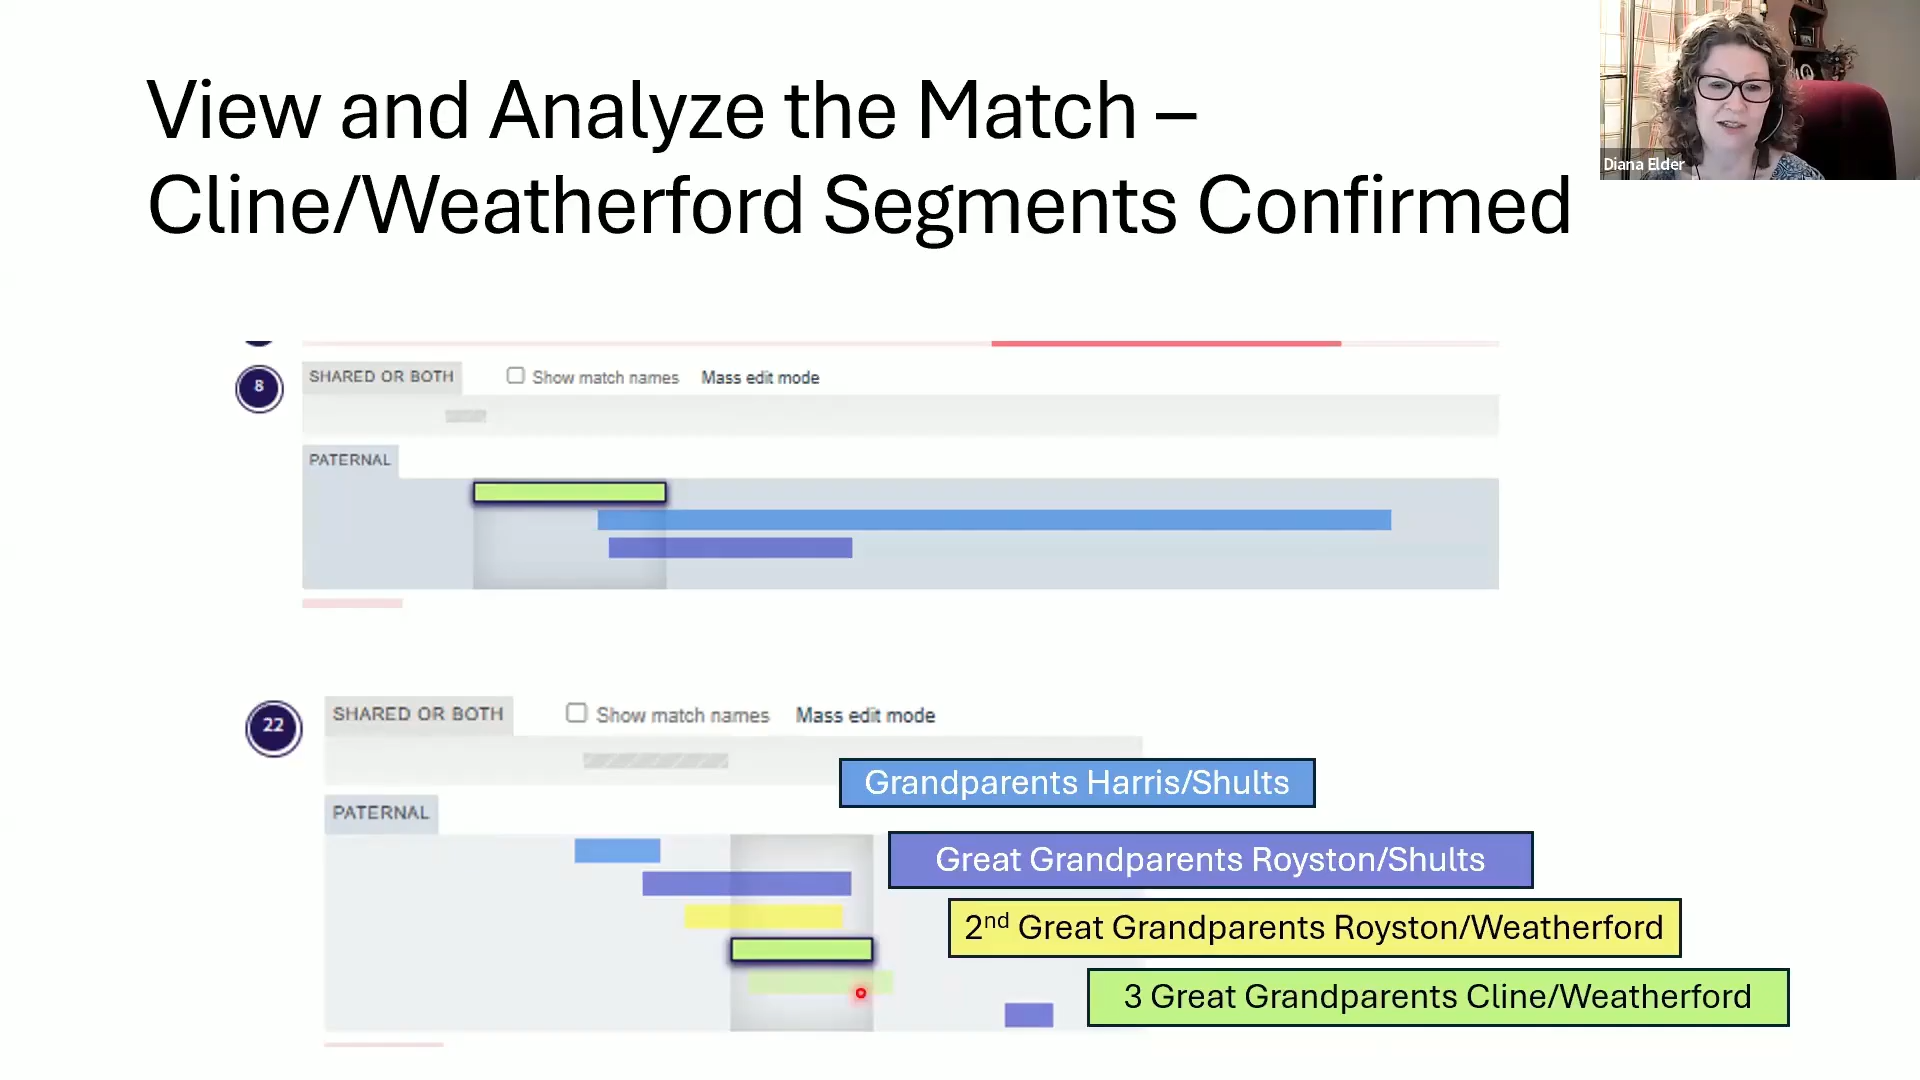 View and Analyze the Match –
Cline/Weatherford Segments Confirmed
Diana Elder
8
SHARED OR BOTH
Show match names
Mass edit mode
PATERNAL
22
SHARED OR BOTH
Show match names
Mass edit mode
PATERNAL
Grandparents Harris/Shults
Great Grandparents Royston/Shults
2nd Great Grandparents Royston/Weatherford
3 Great Grandparents Cline/Weatherford